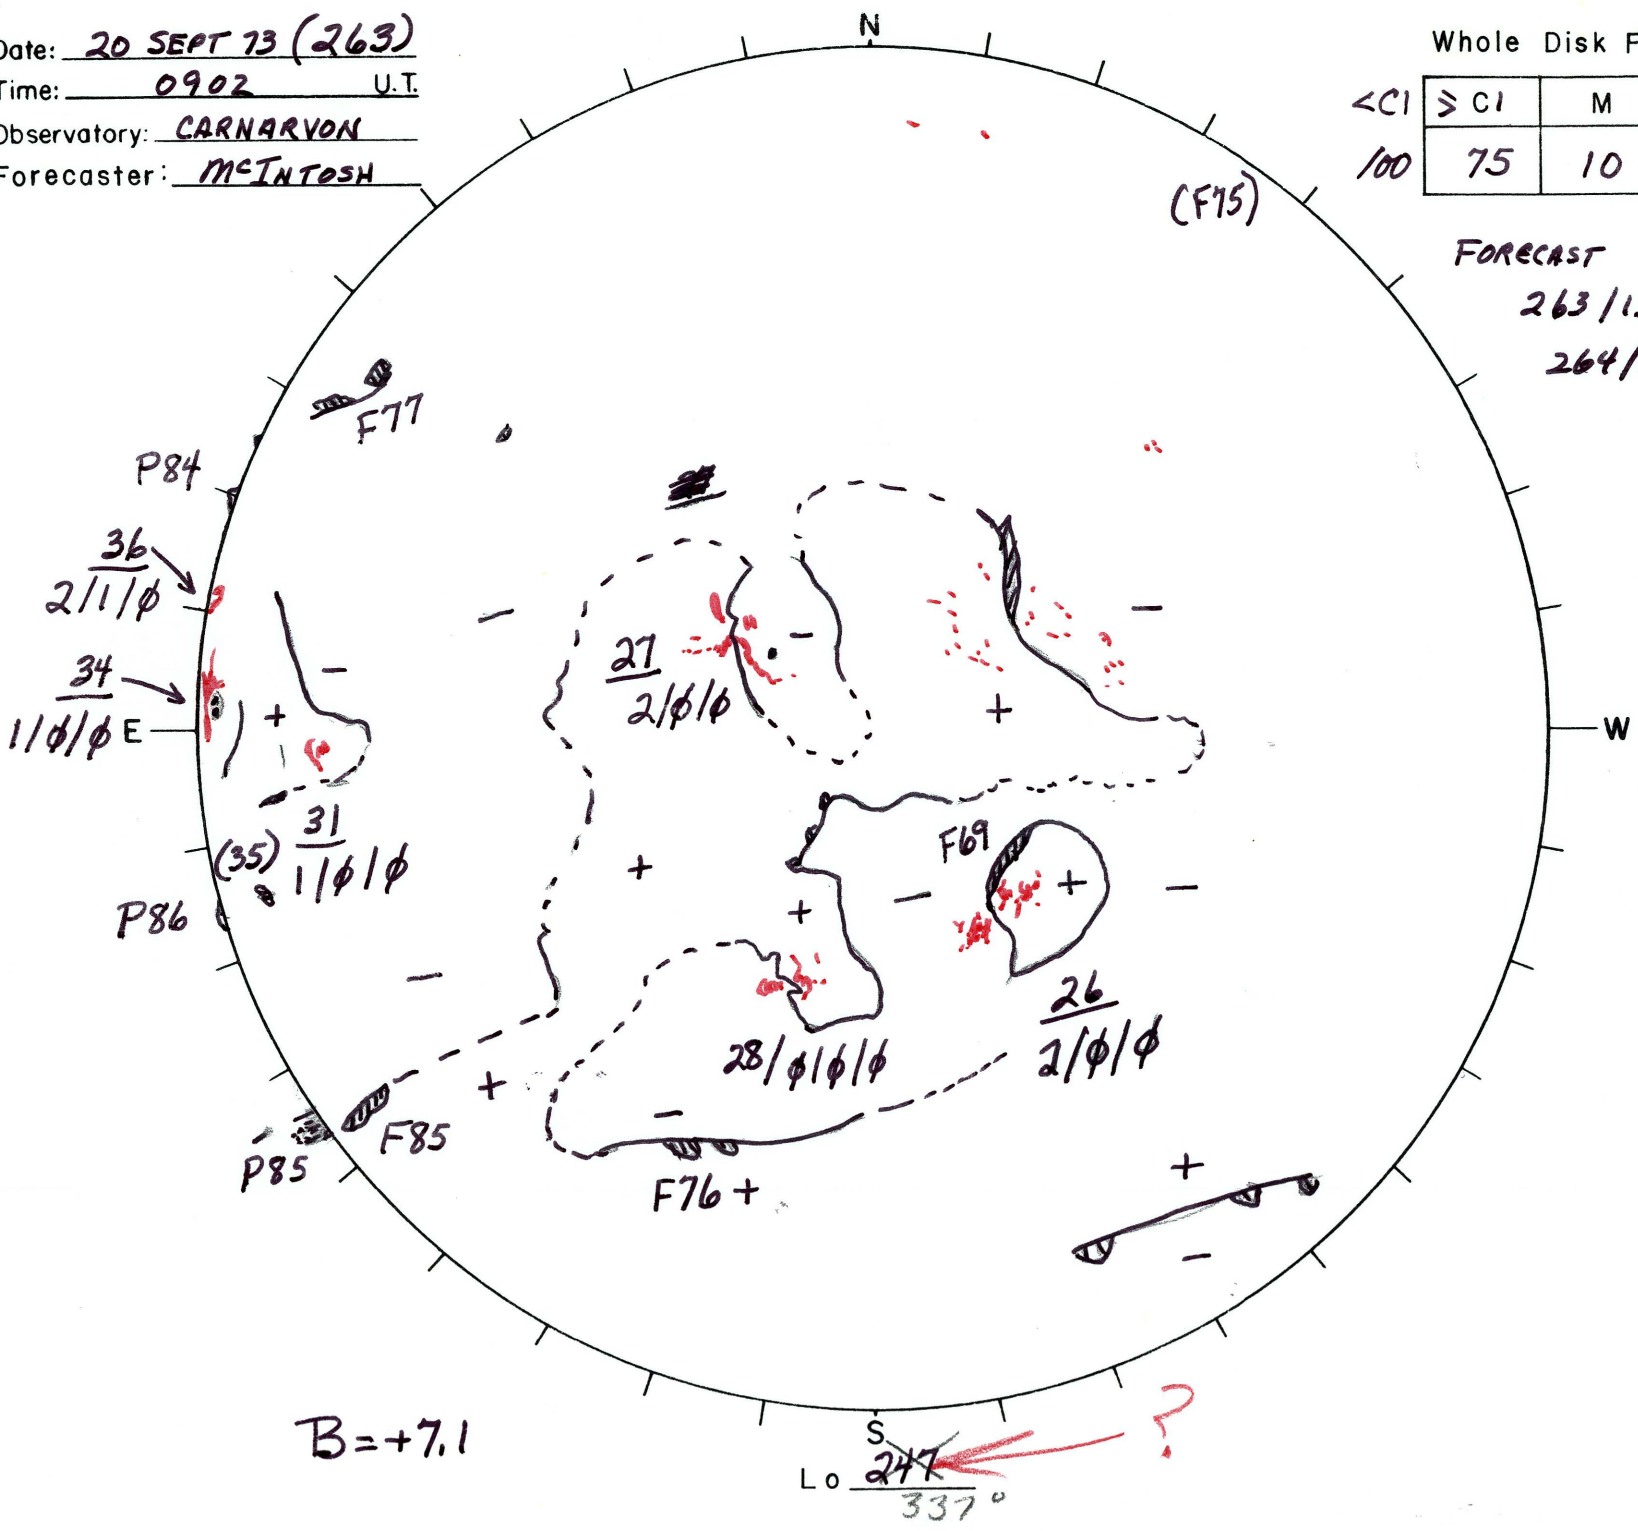 Date: 20 SEPT 73 (263)
Time: 0902 U.T.
Observatory: CARNARVON
Forecaster: McINTOSH
N
Whole Disk F
<C1 ≥ C1 M
100 75 10
(F75)
FORECAST
263/1.
264/
F77
P84
36
2/1/φ
34
1/φ/φ E
W
27
2/φ/φ
31
(35) 1/φ/φ
P86
F69
26
2/φ/φ
28/φ/φ/φ
F85
P85
F76 +
B=+7.1
S
Lo 247
337°
?